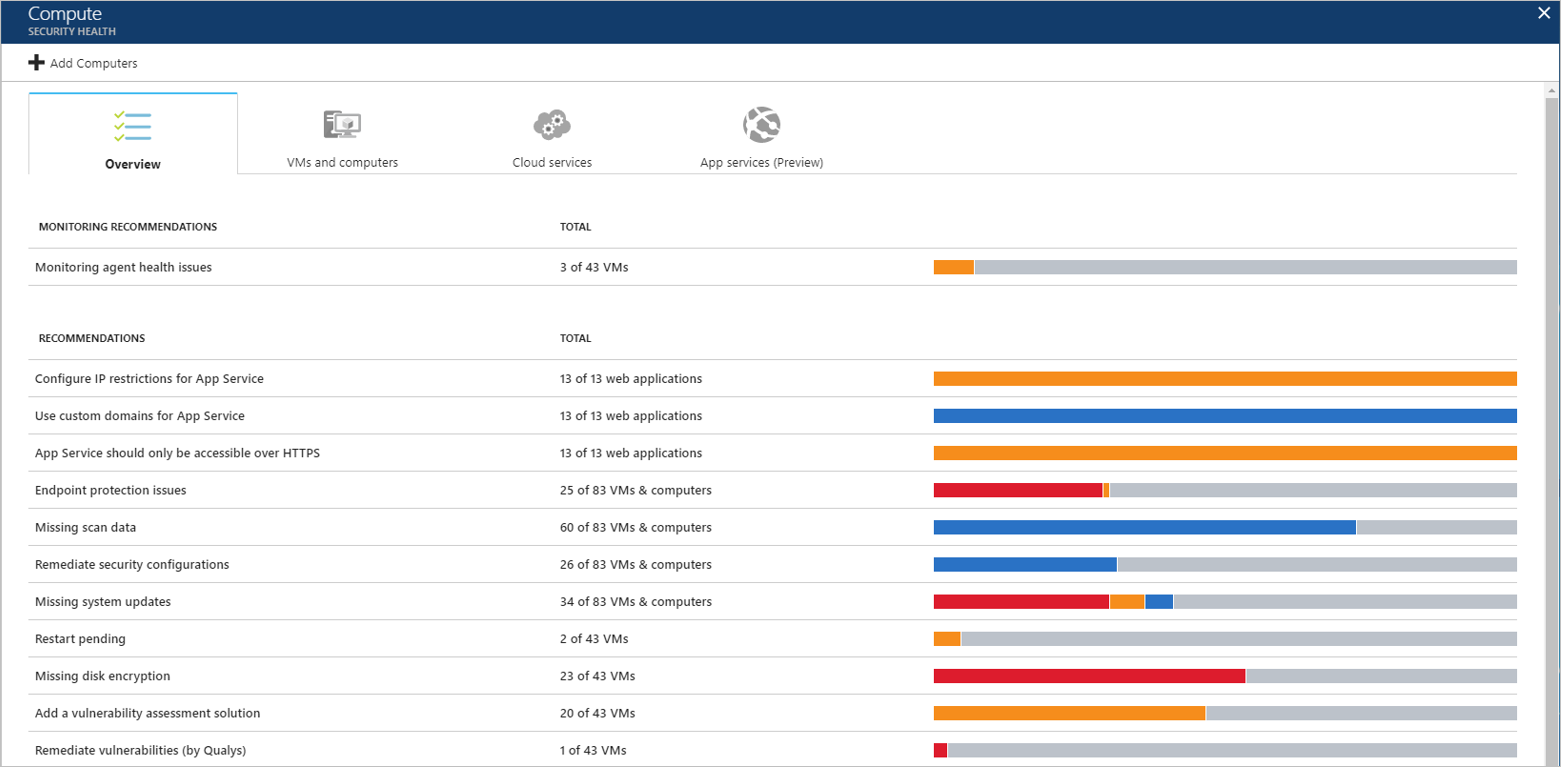 Compute
SECURITY HEALTH
Add Computers
Overview
VMs and computers
Cloud services
App services (Preview)
MONITORING RECOMMENDATIONS TOTAL
Monitoring agent health issues 3 of 43 VMs
RECOMMENDATIONS TOTAL
Configure IP restrictions for App Service 13 of 13 web applications
Use custom domains for App Service 13 of 13 web applications
App Service should only be accessible over HTTPS 13 of 13 web applications
Endpoint protection issues 25 of 83 VMs & computers
Missing scan data 60 of 83 VMs & computers
Remediate security configurations 26 of 83 VMs & computers
Missing system updates 34 of 83 VMs & computers
Restart pending 2 of 43 VMs
Missing disk encryption 23 of 43 VMs
Add a vulnerability assessment solution 20 of 43 VMs
Remediate vulnerabilities (by Qualys) 1 of 43 VMs